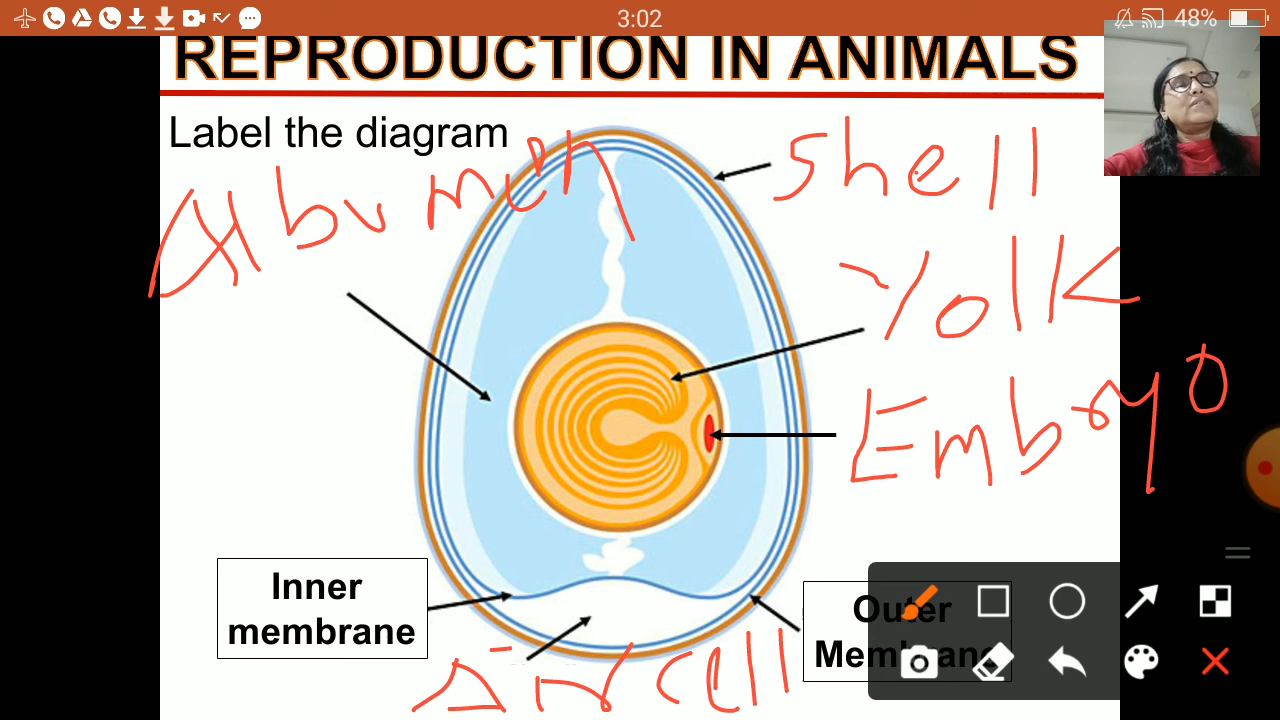 3:02
48%
REPRODUCTION IN ANIMALS
Label the diagram
Albumen
Shell
Yolk
Embryo
Inner
membrane
Outer
Membrane
Air cell